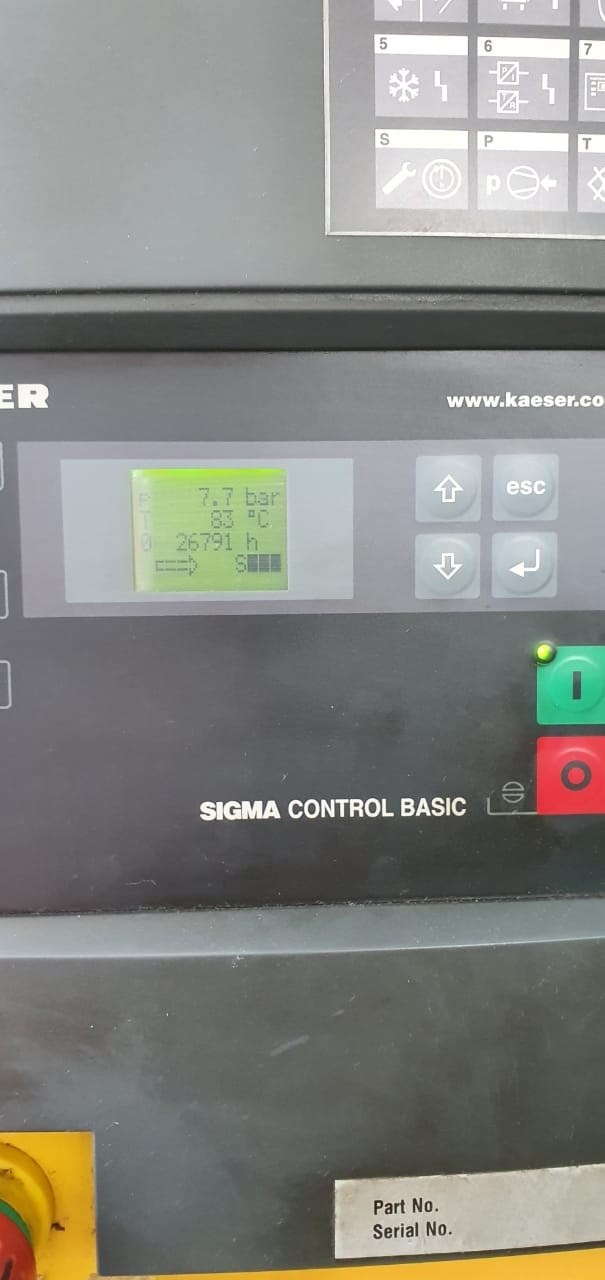 5 6 7
S P T
p
ER
www.kaeser.co
p 7.7 bar
T 83 °C
0 26791 h
S
esc
SIGMA CONTROL BASIC
Part No.
Serial No.